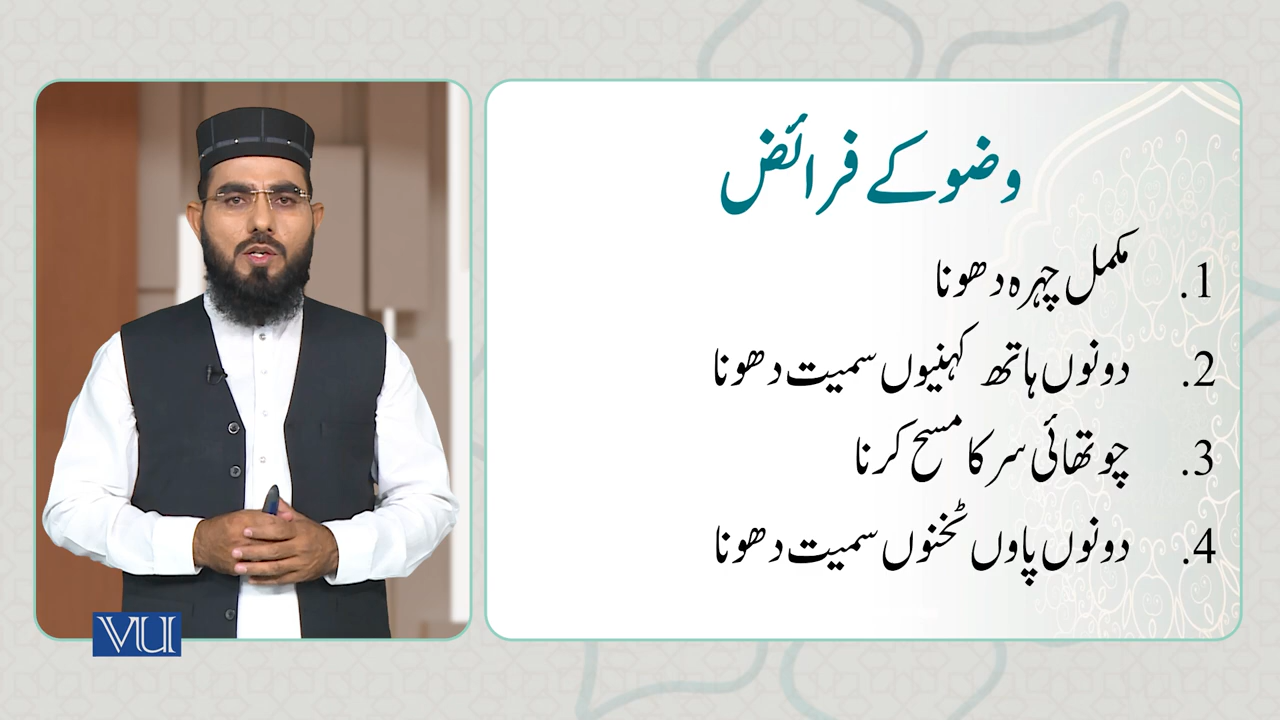 وضو کے فرائض
1. مکمل چہرہ دھونا
2. دونوں ہاتھ کہنیوں سمیت دھونا
3. چوتھائی سر کا مسح کرنا
4. دونوں پاوں ٹخنوں سمیت دھونا
VU